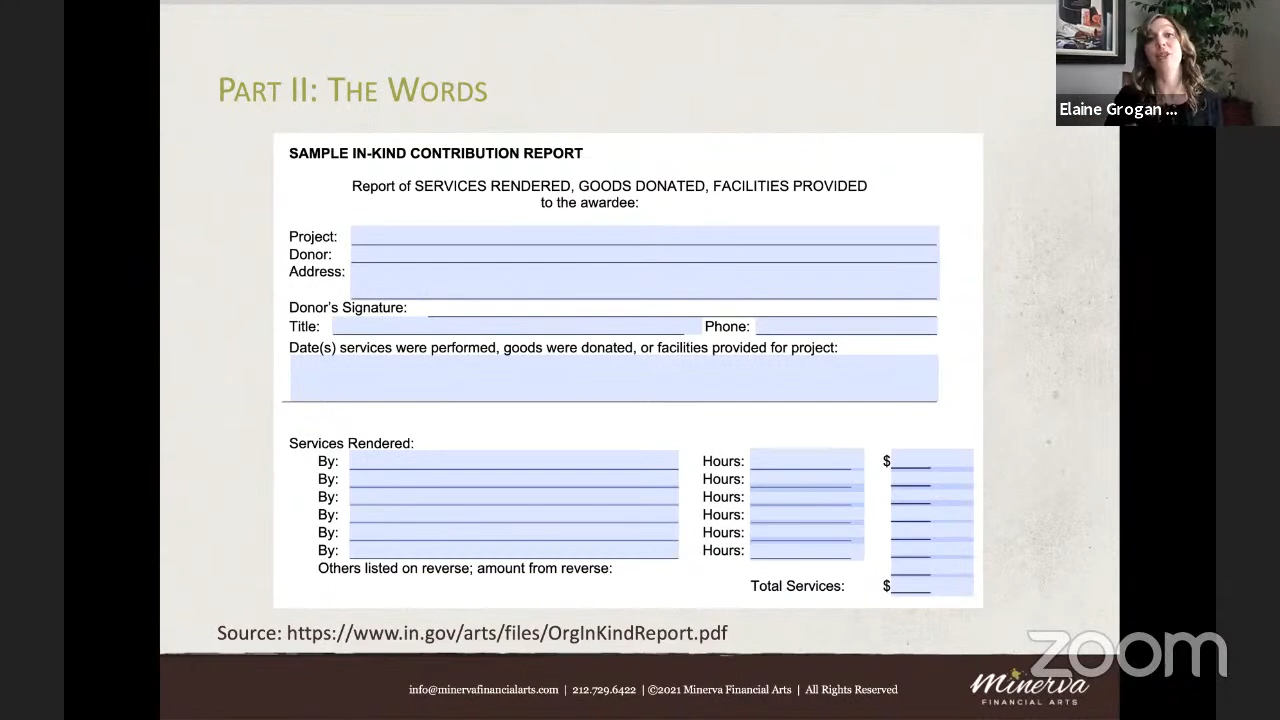 Part II: The Words
Elaine Grogan ...
SAMPLE IN-KIND CONTRIBUTION REPORT
Report of SERVICES RENDERED, GOODS DONATED, FACILITIES PROVIDED
to the awardee:
Project:
Donor:
Address:
Donor's Signature:
Title: Phone:
Date(s) services were performed, goods were donated, or facilities provided for project:
Services Rendered:
By: Hours: $
By: Hours:
By: Hours:
By: Hours:
By: Hours:
By: Hours:
Others listed on reverse; amount from reverse:
Total Services: $
Source: https://www.in.gov/arts/files/OrgInKindReport.pdf
zoom
info@minervafinancialarts.com | 212.729.6422 | ©2021 Minerva Financial Arts | All Rights Reserved
Minerva
FINANCIAL ARTS